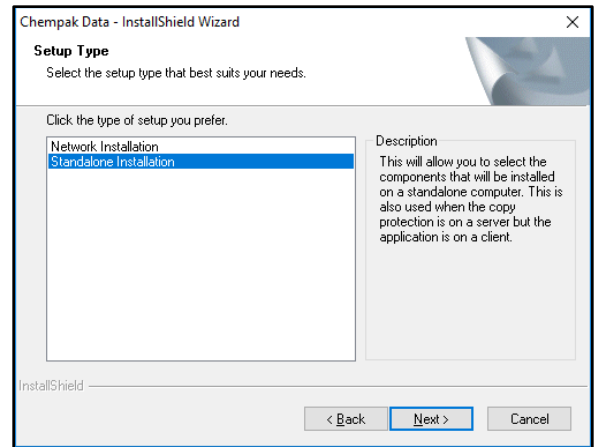 Chempak Data - InstallShield Wizard
Setup Type
Select the setup type that best suits your needs.
Click the type of setup you prefer.
Network Installation
Standalone Installation
Description
This will allow you to select the
components that will be installed
on a standalone computer. This is
also used when the copy
protection is on a server but the
application is on a client.
InstallShield
< Back
Next >
Cancel